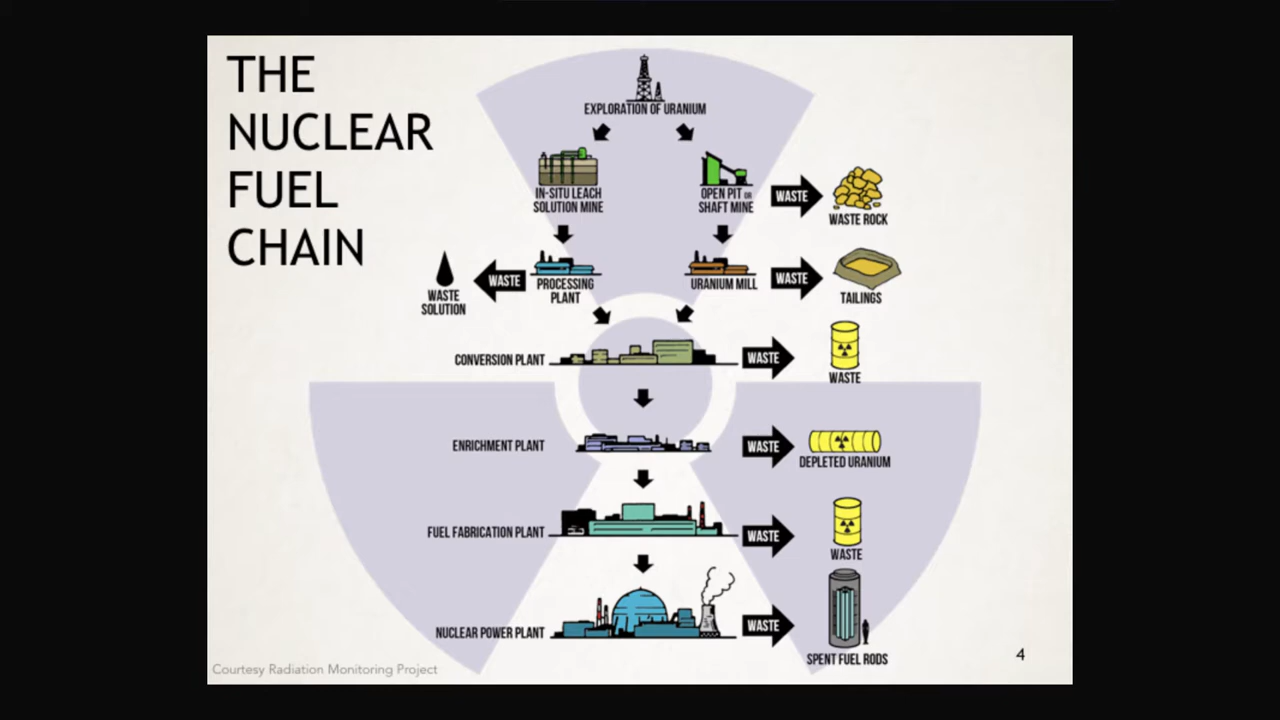 THE
NUCLEAR
FUEL
CHAIN
EXPLORATION OF URANIUM
IN-SITU LEACH
SOLUTION MINE
OPEN PIT OR
SHAFT MINE
WASTE
WASTE ROCK
WASTE
SOLUTION
WASTE
PROCESSING
PLANT
URANIUM MILL
WASTE
TAILINGS
CONVERSION PLANT
WASTE
WASTE
ENRICHMENT PLANT
WASTE
DEPLETED URANIUM
FUEL FABRICATION PLANT
WASTE
WASTE
NUCLEAR POWER PLANT
WASTE
SPENT FUEL RODS
Courtesy Radiation Monitoring Project
4